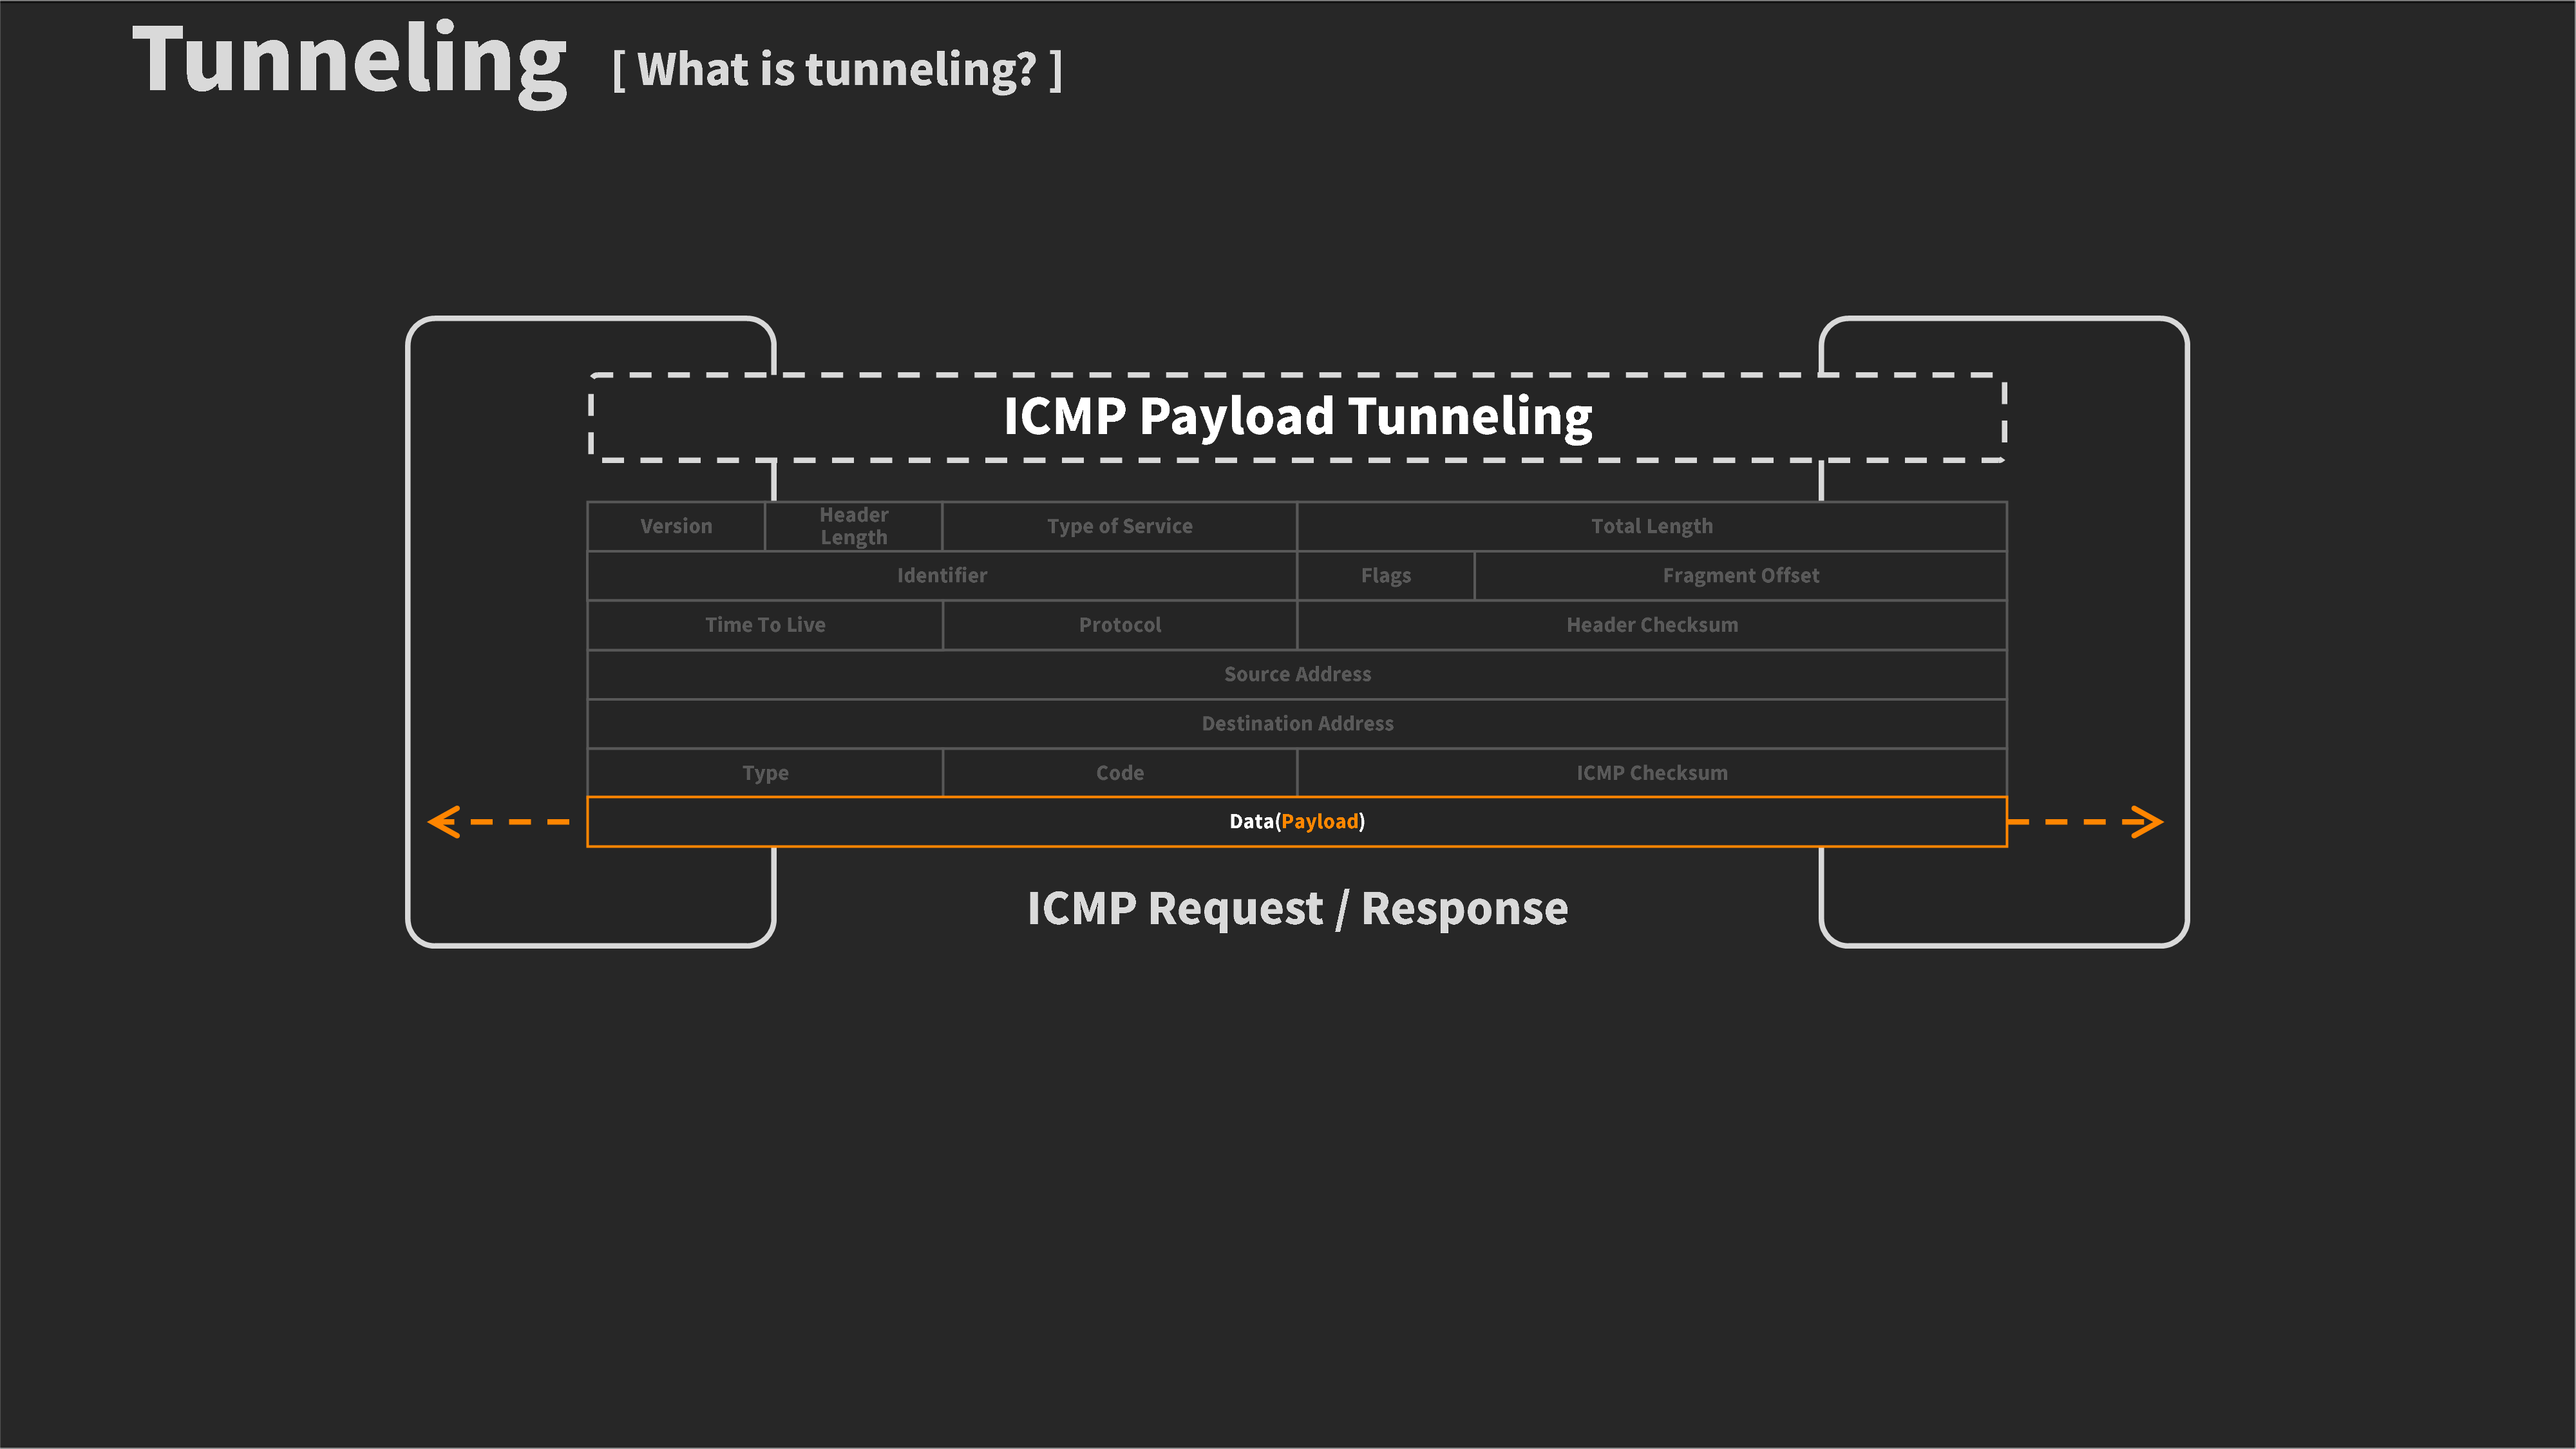 Tunneling [ What is tunneling? ]
ICMP Payload Tunneling
Version Header Length Type of Service Total Length
Identifier Flags Fragment Offset
Time To Live Protocol Header Checksum
Source Address
Destination Address
Type Code ICMP Checksum
Data(Payload)
ICMP Request / Response